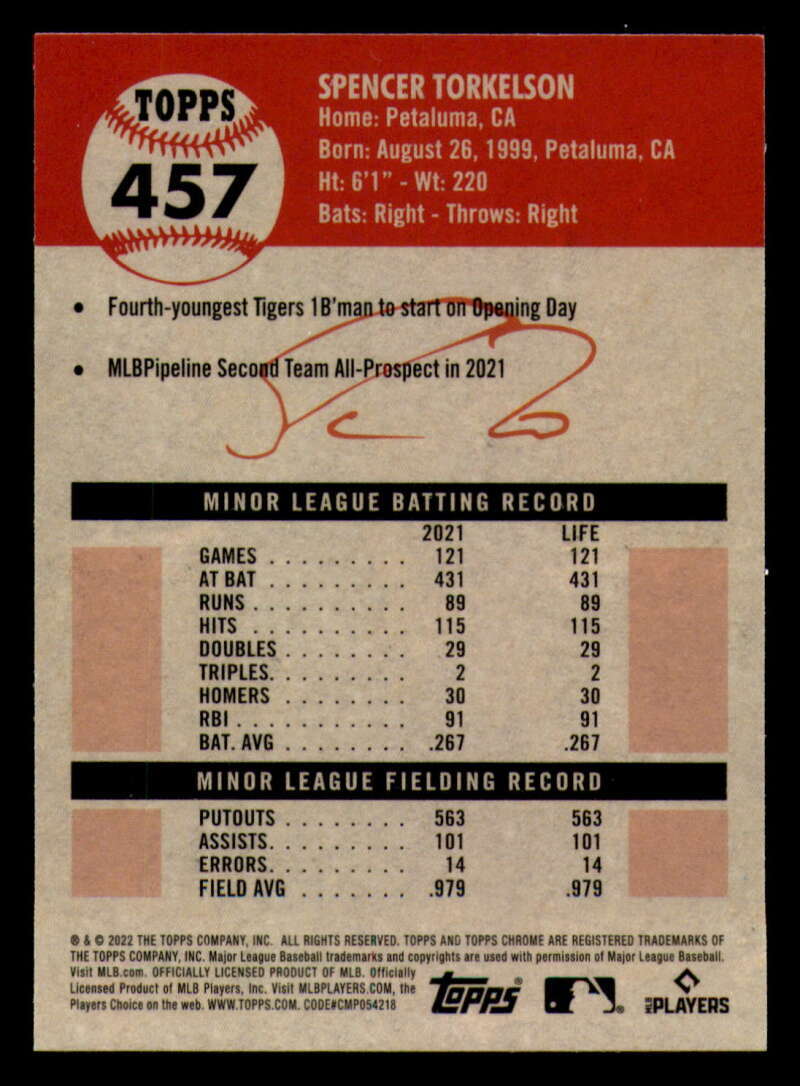 TOPPS
457
SPENCER TORKELSON
Home: Petaluma, CA
Born: August 26, 1999, Petaluma, CA
Ht: 6'1" - Wt: 220
Bats: Right - Throws: Right
• Fourth-youngest Tigers 1B'man to start on Opening Day
• MLBPipeline Second Team All-Prospect in 2021
MINOR LEAGUE BATTING RECORD
2021 LIFE
GAMES . . . . . . . . . 121 121
AT BAT . . . . . . . . . 431 431
RUNS . . . . . . . . . . 89 89
HITS . . . . . . . . . . 115 115
DOUBLES . . . . . . . . 29 29
TRIPLES. . . . . . . . . 2 2
HOMERS . . . . . . . . 30 30
RBI . . . . . . . . . . . 91 91
BAT. AVG . . . . . . . . .267 .267
MINOR LEAGUE FIELDING RECORD
PUTOUTS . . . . . . . . 563 563
ASSISTS. . . . . . . . . 101 101
ERRORS. . . . . . . . . 14 14
FIELD AVG . . . . . . . .979 .979
® & © 2022 THE TOPPS COMPANY, INC. ALL RIGHTS RESERVED. TOPPS AND TOPPS CHROME ARE REGISTERED TRADEMARKS OF
THE TOPPS COMPANY, INC. Major League Baseball trademarks and copyrights are used with permission of Major League Baseball.
Visit MLB.com. OFFICIALLY LICENSED PRODUCT OF MLB. Officially
Licensed Product of MLB Players, Inc. Visit MLBPLAYERS.COM, the
Players Choice on the web. WWW.TOPPS.COM. CODE#CMP054218
TOPPS®
MLB PLAYERS